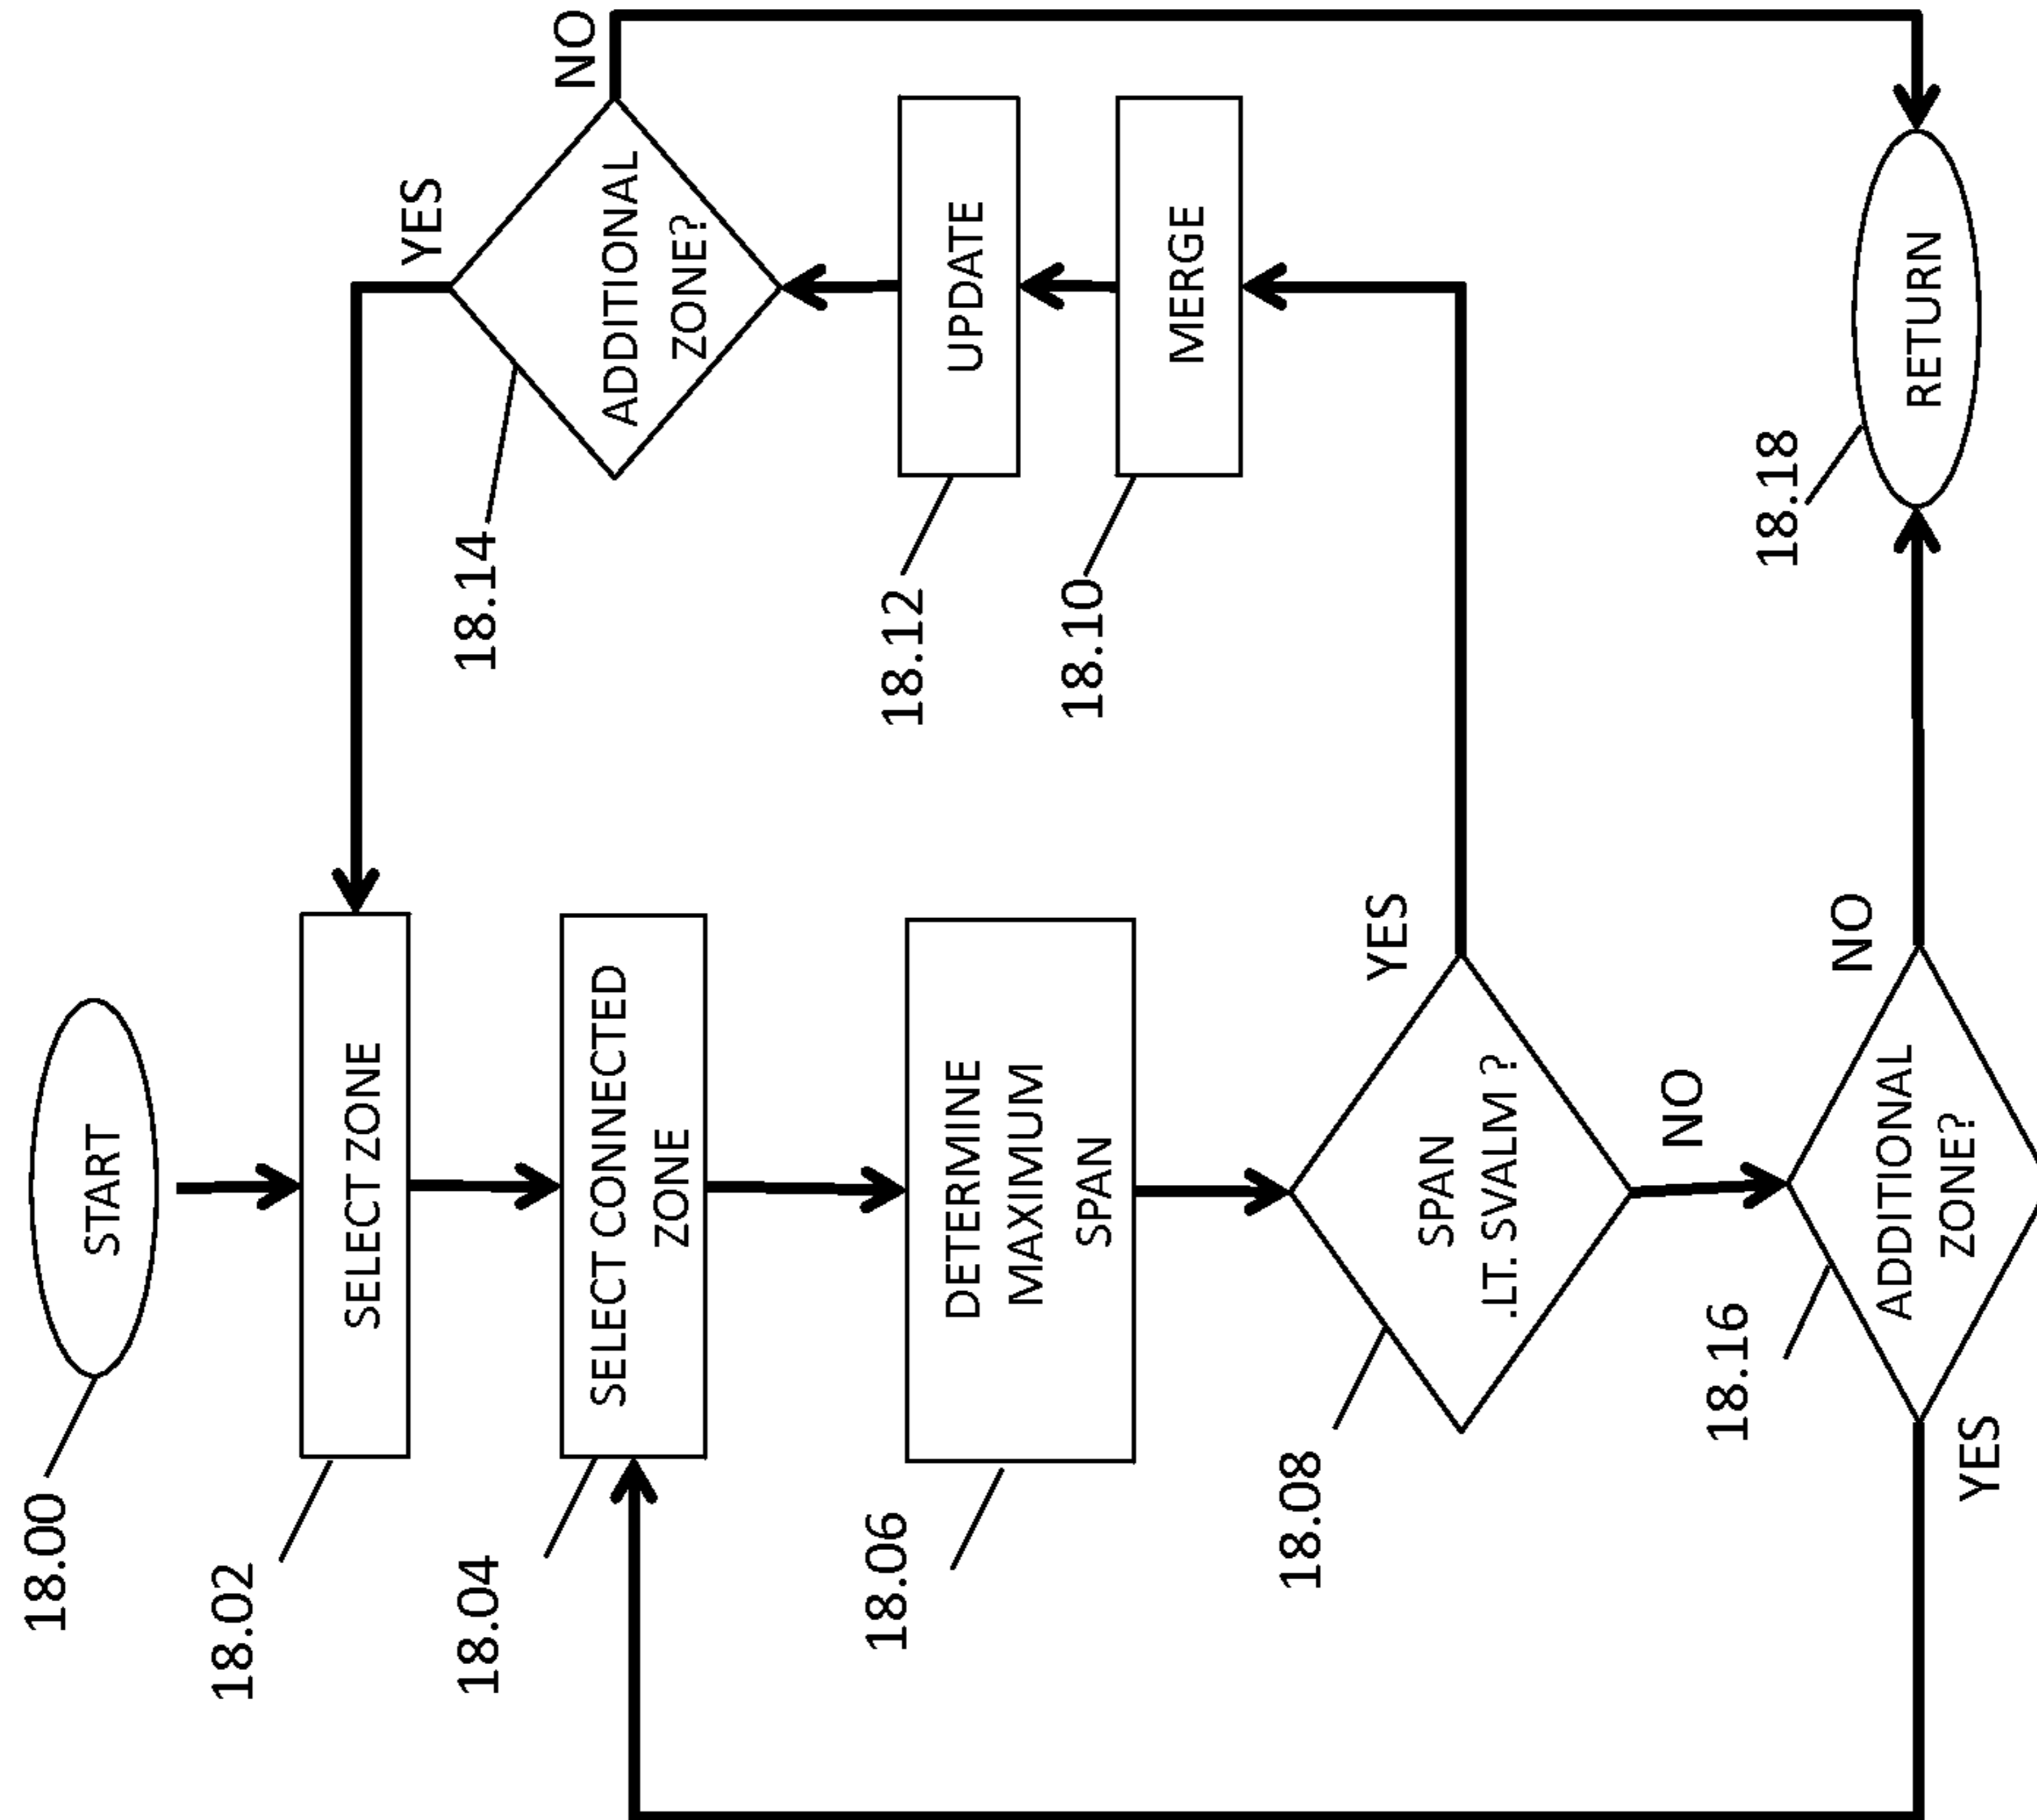 18.00
START
18.02
SELECT ZONE
18.04
SELECT CONNECTED
ZONE
18.06
DETERMINE
MAXIMUM
SPAN
18.08
SPAN
.LT. SVALM ?
YES
NO
18.10
MERGE
18.12
UPDATE
18.14
ADDITIONAL
ZONE?
YES
NO
18.16
ADDITIONAL
ZONE?
YES
NO
18.18
RETURN